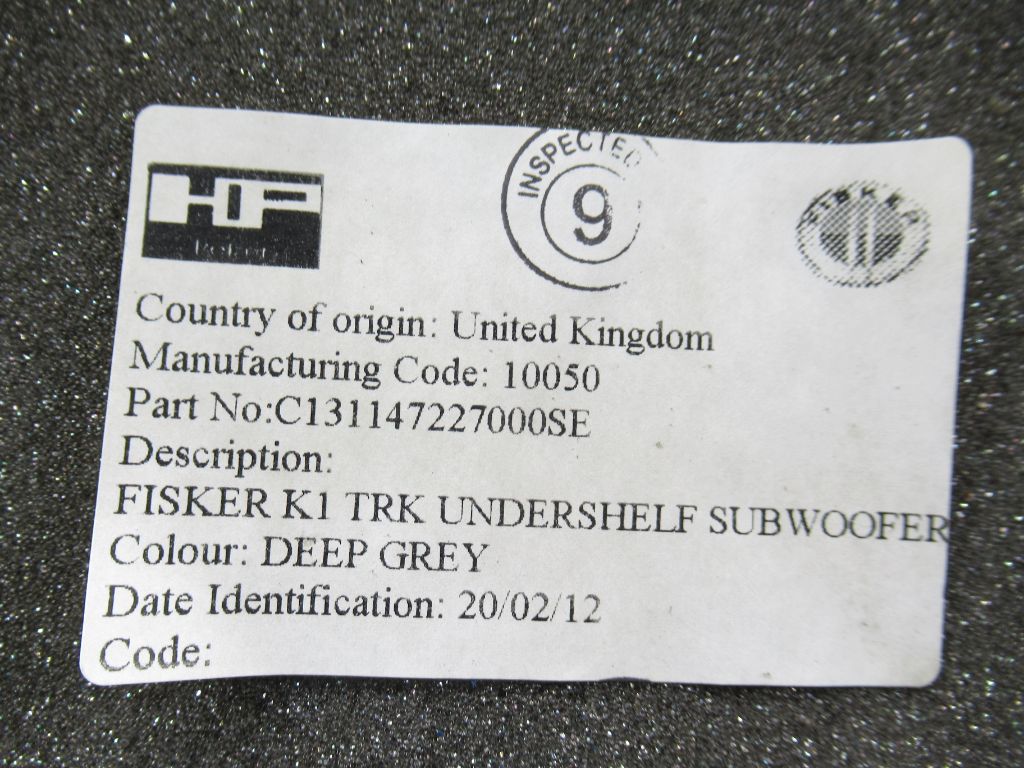 HP
INSPECTED
9
FISKER
Country of origin: United Kingdom
Manufacturing Code: 10050
Part No:C131147227000SE
Description:
FISKER K1 TRK UNDERSHELF SUBWOOFER
Colour: DEEP GREY
Date Identification: 20/02/12
Code: